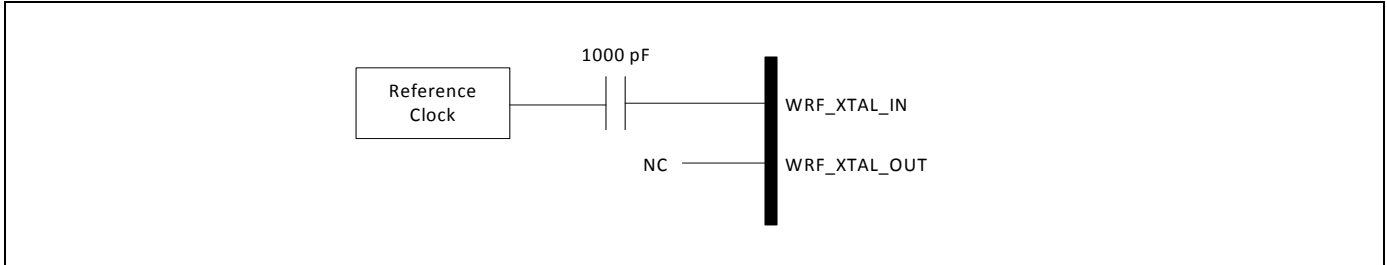 1000 pF
Reference
Clock
WRF_XTAL_IN
NC
WRF_XTAL_OUT